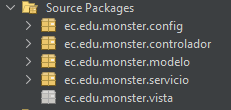 Source Packages
ec.edu.monster.config
ec.edu.monster.controlador
ec.edu.monster.modelo
ec.edu.monster.servicio
ec.edu.monster.vista